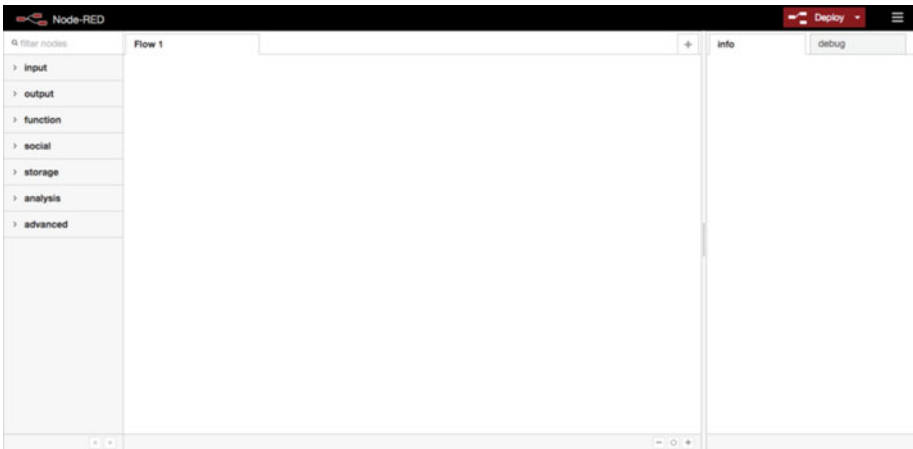 Node-RED
Deploy
filter nodes
Flow 1
info
debug
input
output
function
social
storage
analysis
advanced